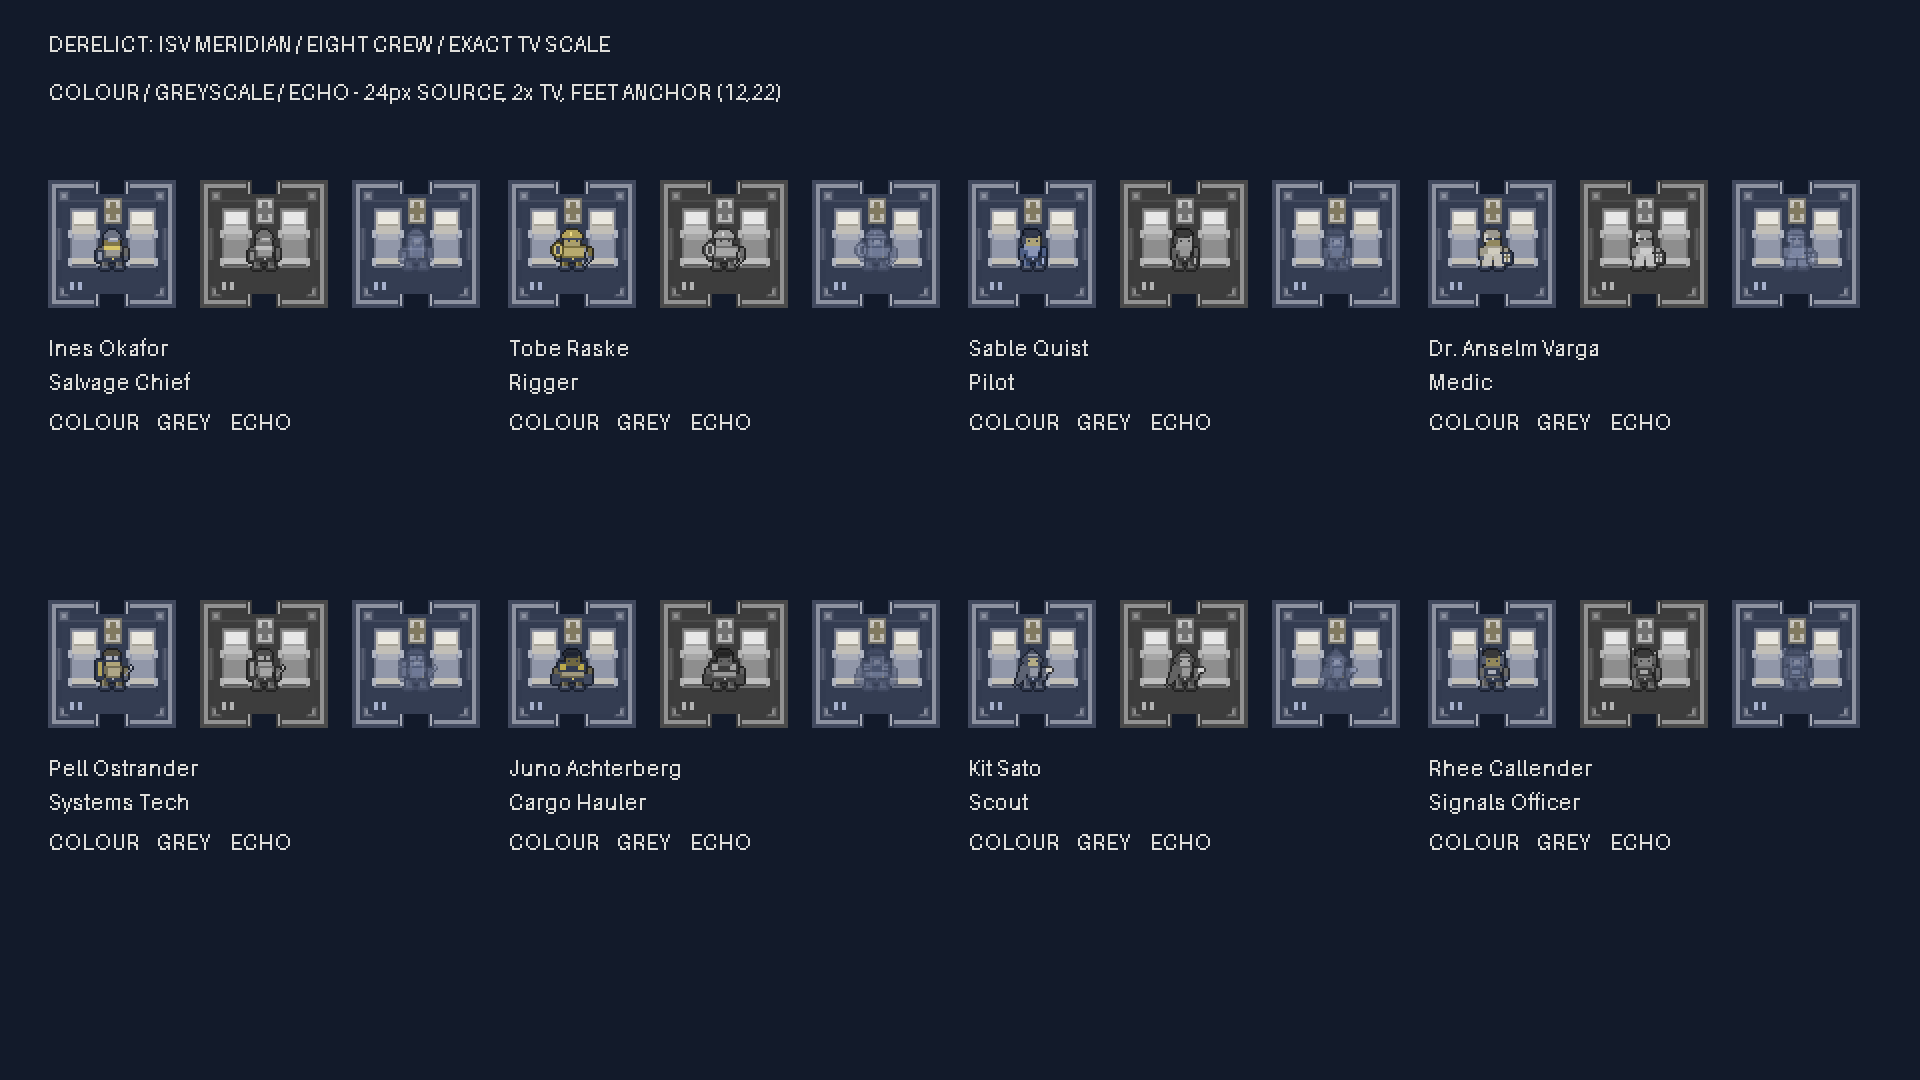 DERELICT: ISV MERIDIAN / EIGHT CREW / EXACT TV SCALE
COLOUR / GREYSCALE / ECHO - 24px SOURCE, 2x TV, FEET ANCHOR (12,22)
Ines Okafor
Salvage Chief
COLOUR GREY ECHO
Tobe Raske
Rigger
COLOUR GREY ECHO
Sable Quist
Pilot
COLOUR GREY ECHO
Dr. Anselm Varga
Medic
COLOUR GREY ECHO
Pell Ostrander
Systems Tech
COLOUR GREY ECHO
Juno Achterberg
Cargo Hauler
COLOUR GREY ECHO
Kit Sato
Scout
COLOUR GREY ECHO
Rhee Callender
Signals Officer
COLOUR GREY ECHO